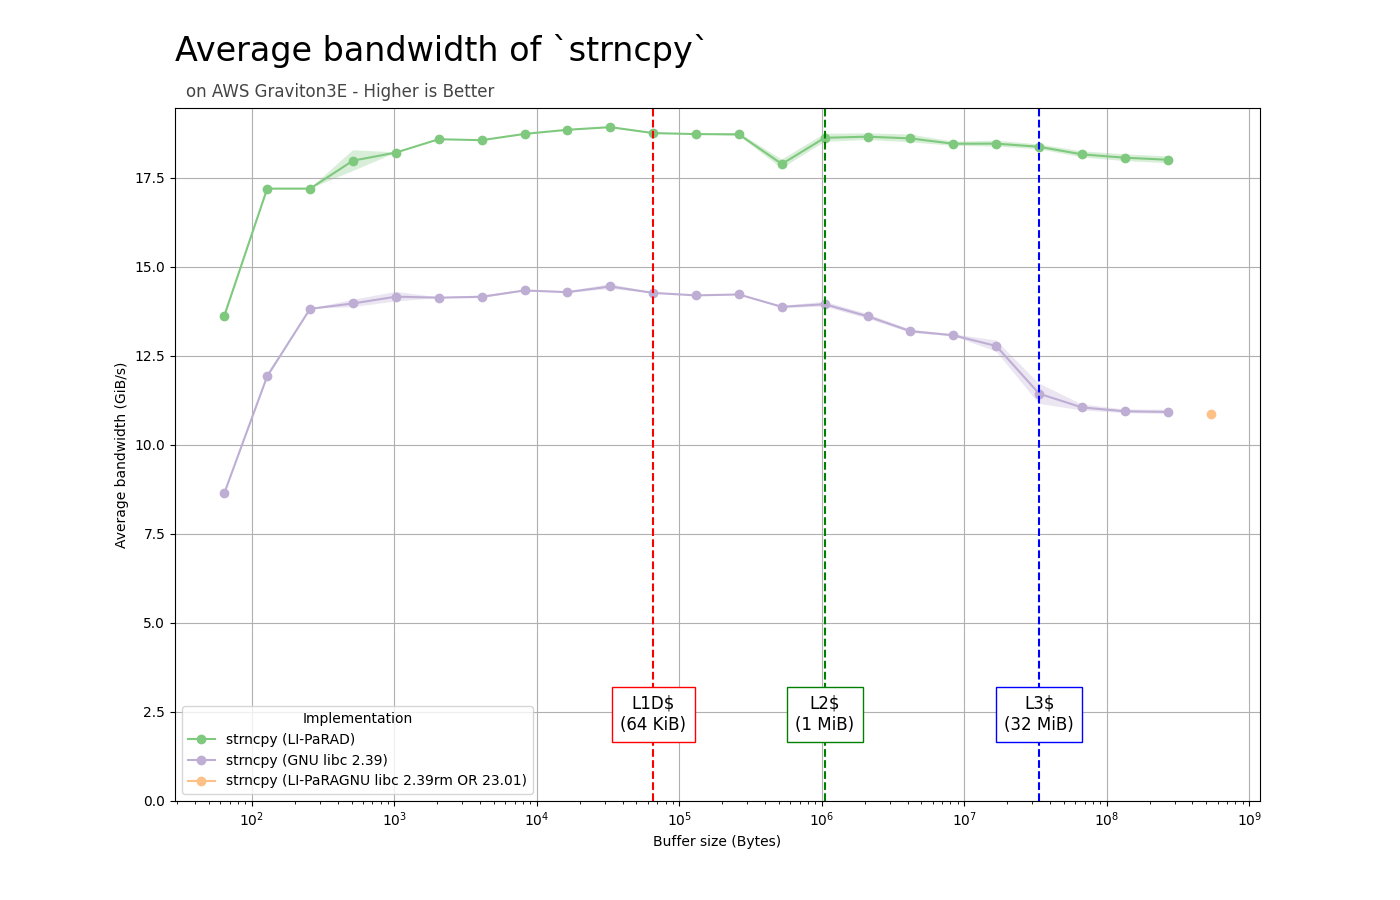 Average bandwidth of `strncpy`
on AWS Graviton3E - Higher is Better
Average bandwidth (GiB/s)
17.5
15.0
12.5
10.0
7.5
5.0
2.5
0.0
L1D$
(64 KiB)
L2$
(1 MiB)
L3$
(32 MiB)
Implementation
strncpy (LI-PaRAD)
strncpy (GNU libc 2.39)
strncpy (LI-PaRAGNU libc 2.39rm OR 23.01)
10² 10³ 10⁴ 10⁵ 10⁶ 10⁷ 10⁸ 10⁹
Buffer size (Bytes)